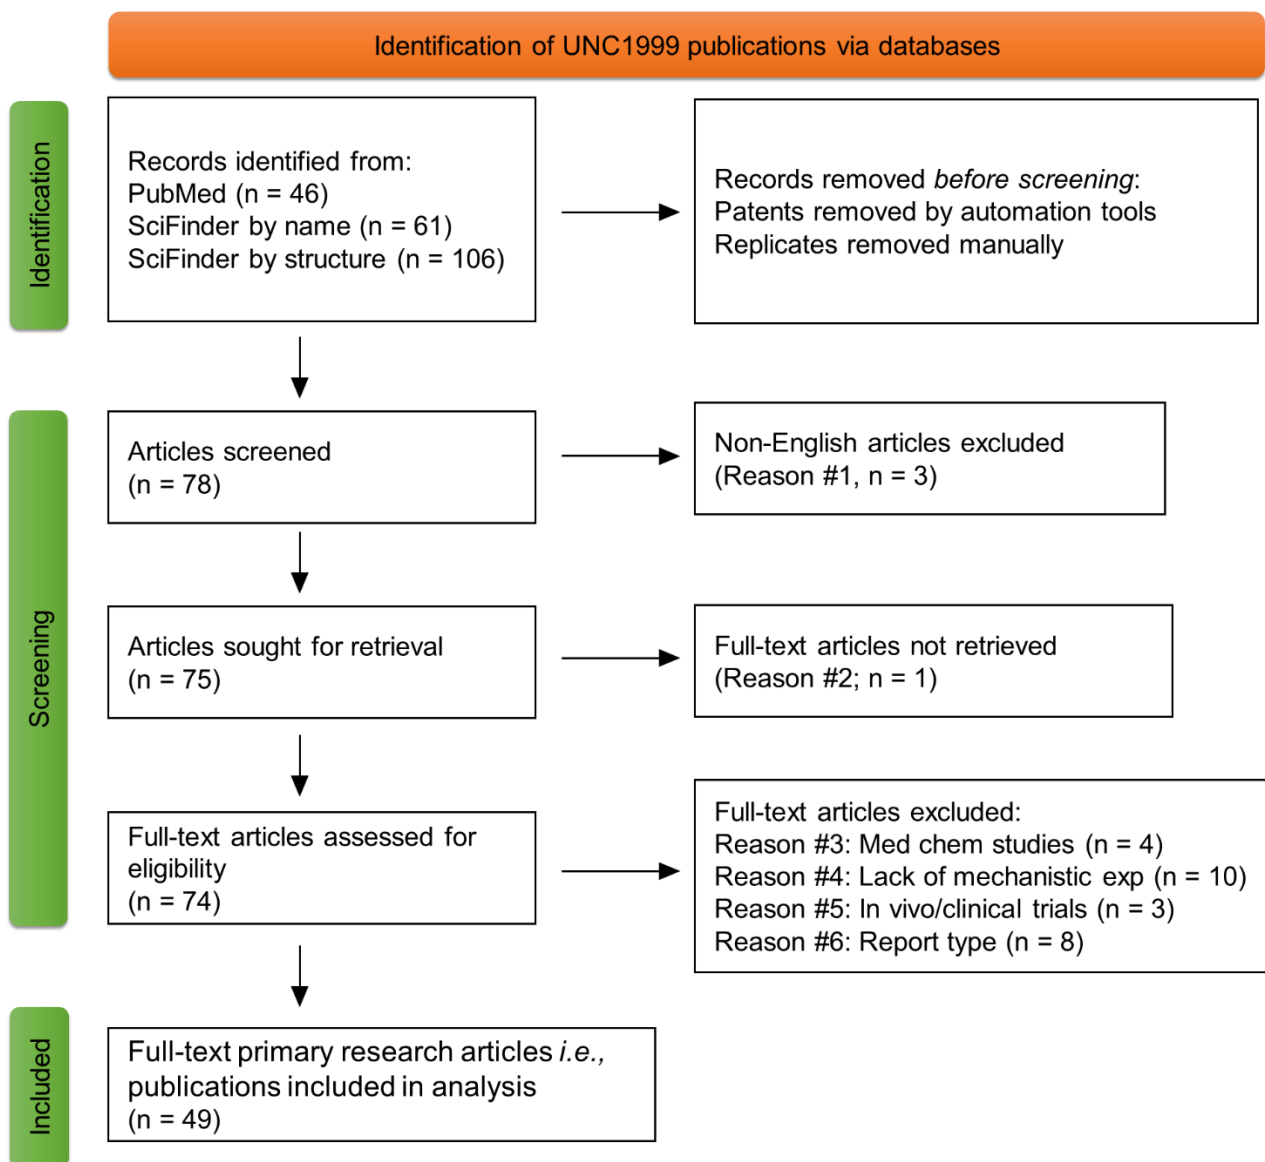 Identification of UNC1999 publications via databases
Identification
Records identified from:
PubMed (n = 46)
SciFinder by name (n = 61)
SciFinder by structure (n = 106)
Records removed before screening:
Patents removed by automation tools
Replicates removed manually
Screening
Articles screened
(n = 78)
Non-English articles excluded
(Reason #1, n = 3)
Articles sought for retrieval
(n = 75)
Full-text articles not retrieved
(Reason #2; n = 1)
Full-text articles assessed for
eligibility
(n = 74)
Full-text articles excluded:
Reason #3: Med chem studies (n = 4)
Reason #4: Lack of mechanistic exp (n = 10)
Reason #5: In vivo/clinical trials (n = 3)
Reason #6: Report type (n = 8)
Included
Full-text primary research articles i.e.,
publications included in analysis
(n = 49)